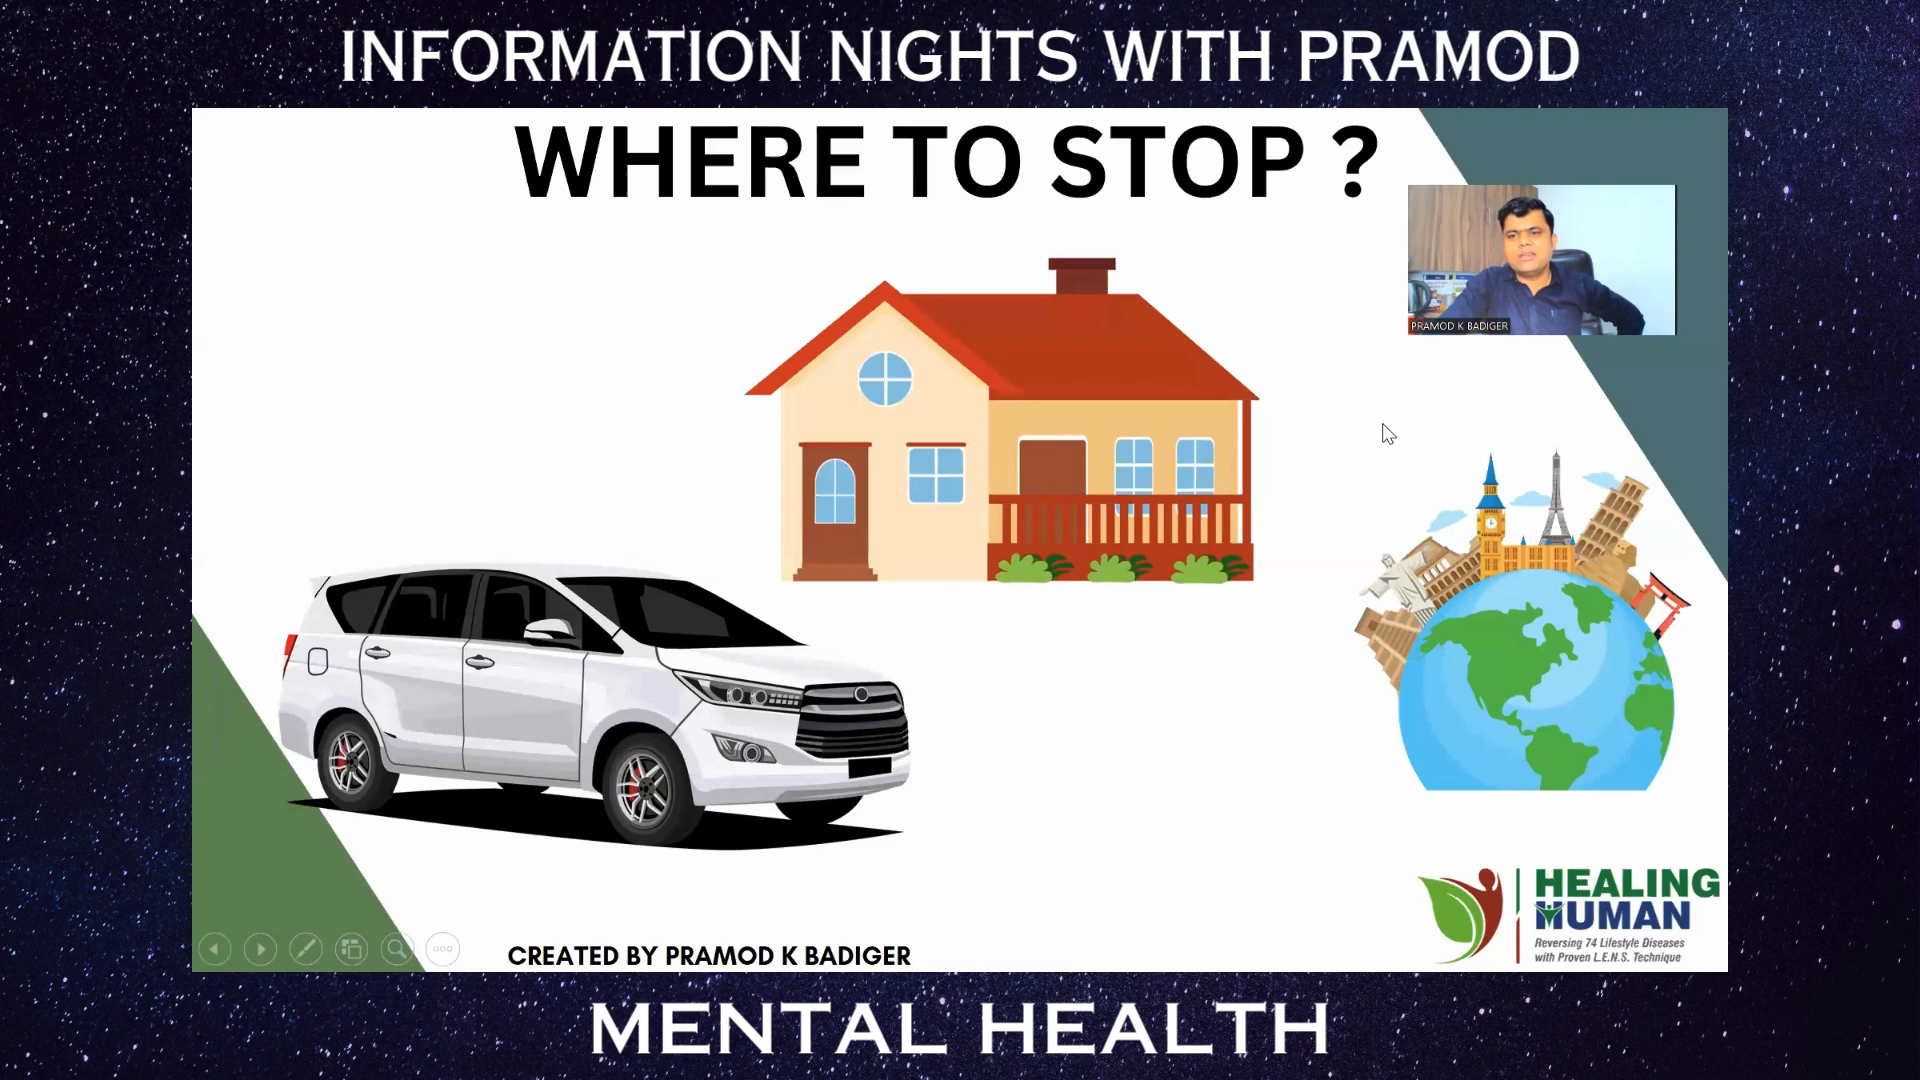 INFORMATION NIGHTS WITH PRAMOD
WHERE TO STOP ?
PRAMOD K BADIGER
HEALING
HUMAN
Reversing 74 Lifestyle Diseases
with Proven L.E.N.S. Technique
CREATED BY PRAMOD K BADIGER
MENTAL HEALTH